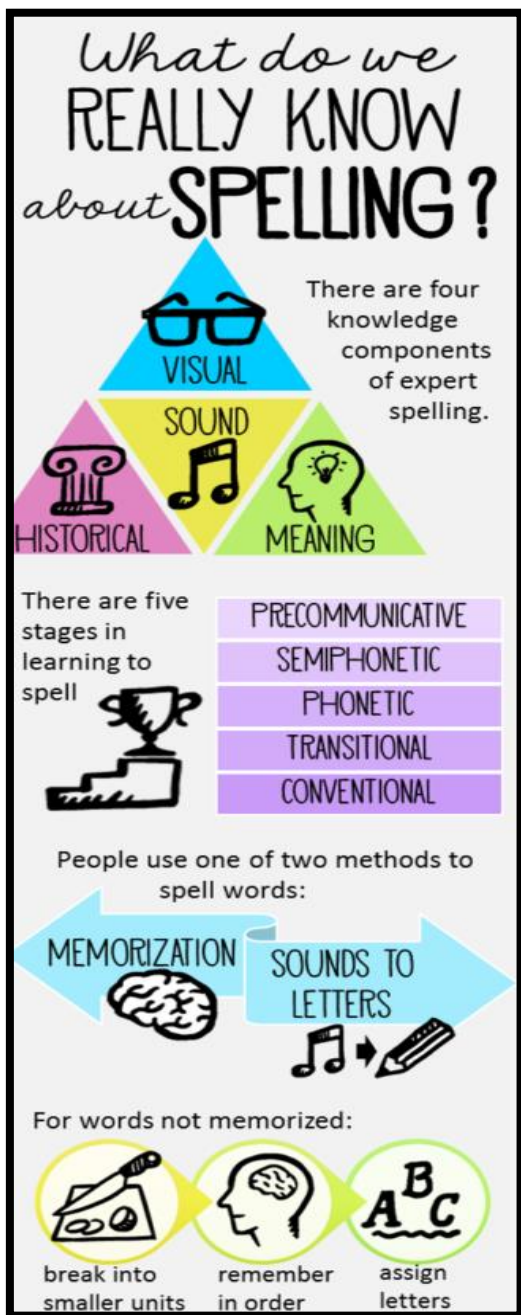 What do we
REALLY KNOW
about SPELLING?
There are four
knowledge
components
of expert
spelling.
VISUAL
SOUND
HISTORICAL
MEANING
There are five
stages in
learning to
spell
PRECOMMUNICATIVE
SEMIPHONETIC
PHONETIC
TRANSITIONAL
CONVENTIONAL
People use one of two methods to
spell words:
MEMORIZATION
SOUNDS TO
LETTERS
For words not memorized:
A B C
break into
smaller units
remember
in order
assign
letters